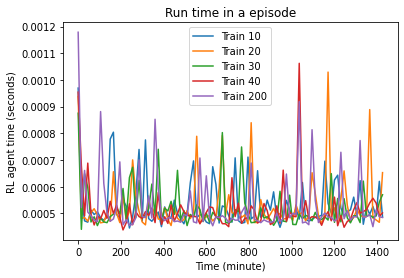 Run time in a episode
RL agent time (seconds)
0.0012
0.0011
0.0010
0.0009
0.0008
0.0007
0.0006
0.0005
Train 10
Train 20
Train 30
Train 40
Train 200
0 200 400 600 800 1000 1200 1400
Time (minute)